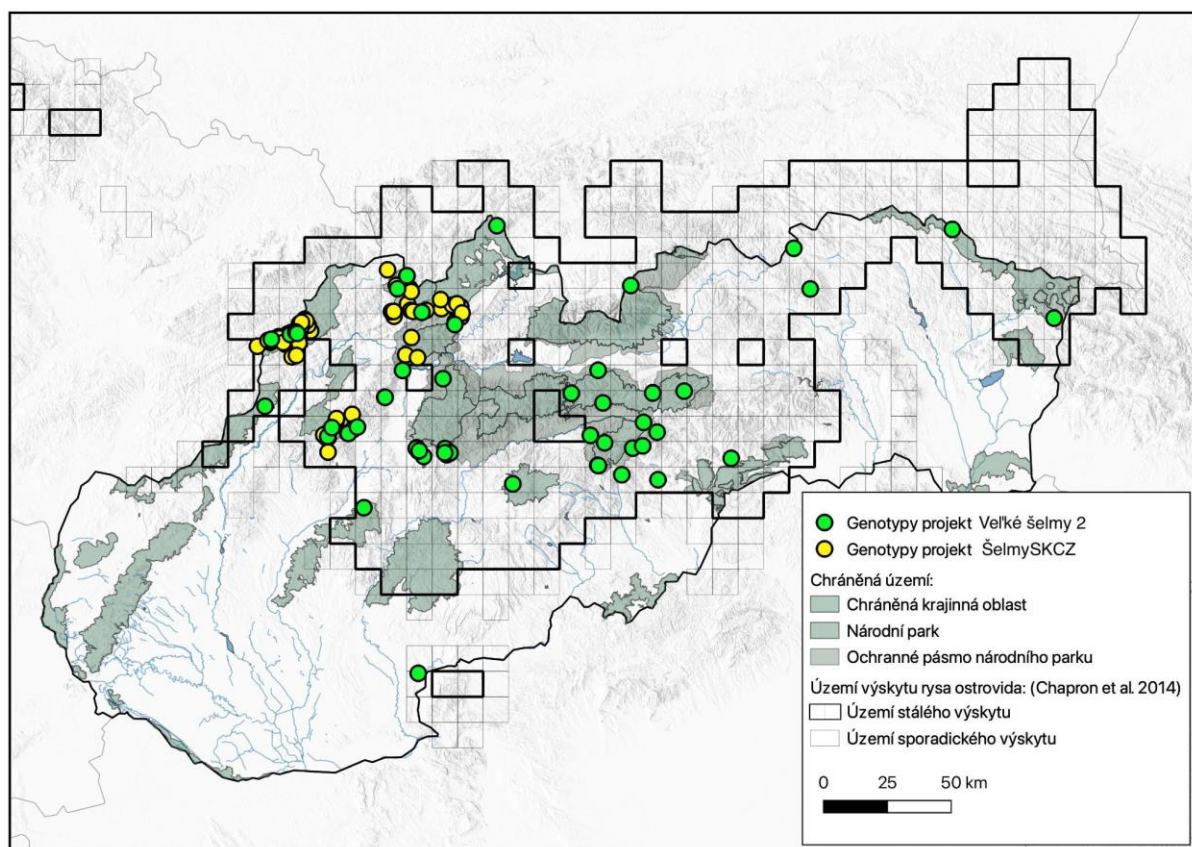 Genotypy projekt Veľké šelmy 2
Genotypy projekt ŠelmySKCZ
Chráněná území:
Chráněná krajinná oblast
Národní park
Ochranné pásmo národního parku
Území výskytu rysa ostrovida: (Chapron et al. 2014)
Území stálého výskytu
Území sporadického výskytu
0 25 50 km